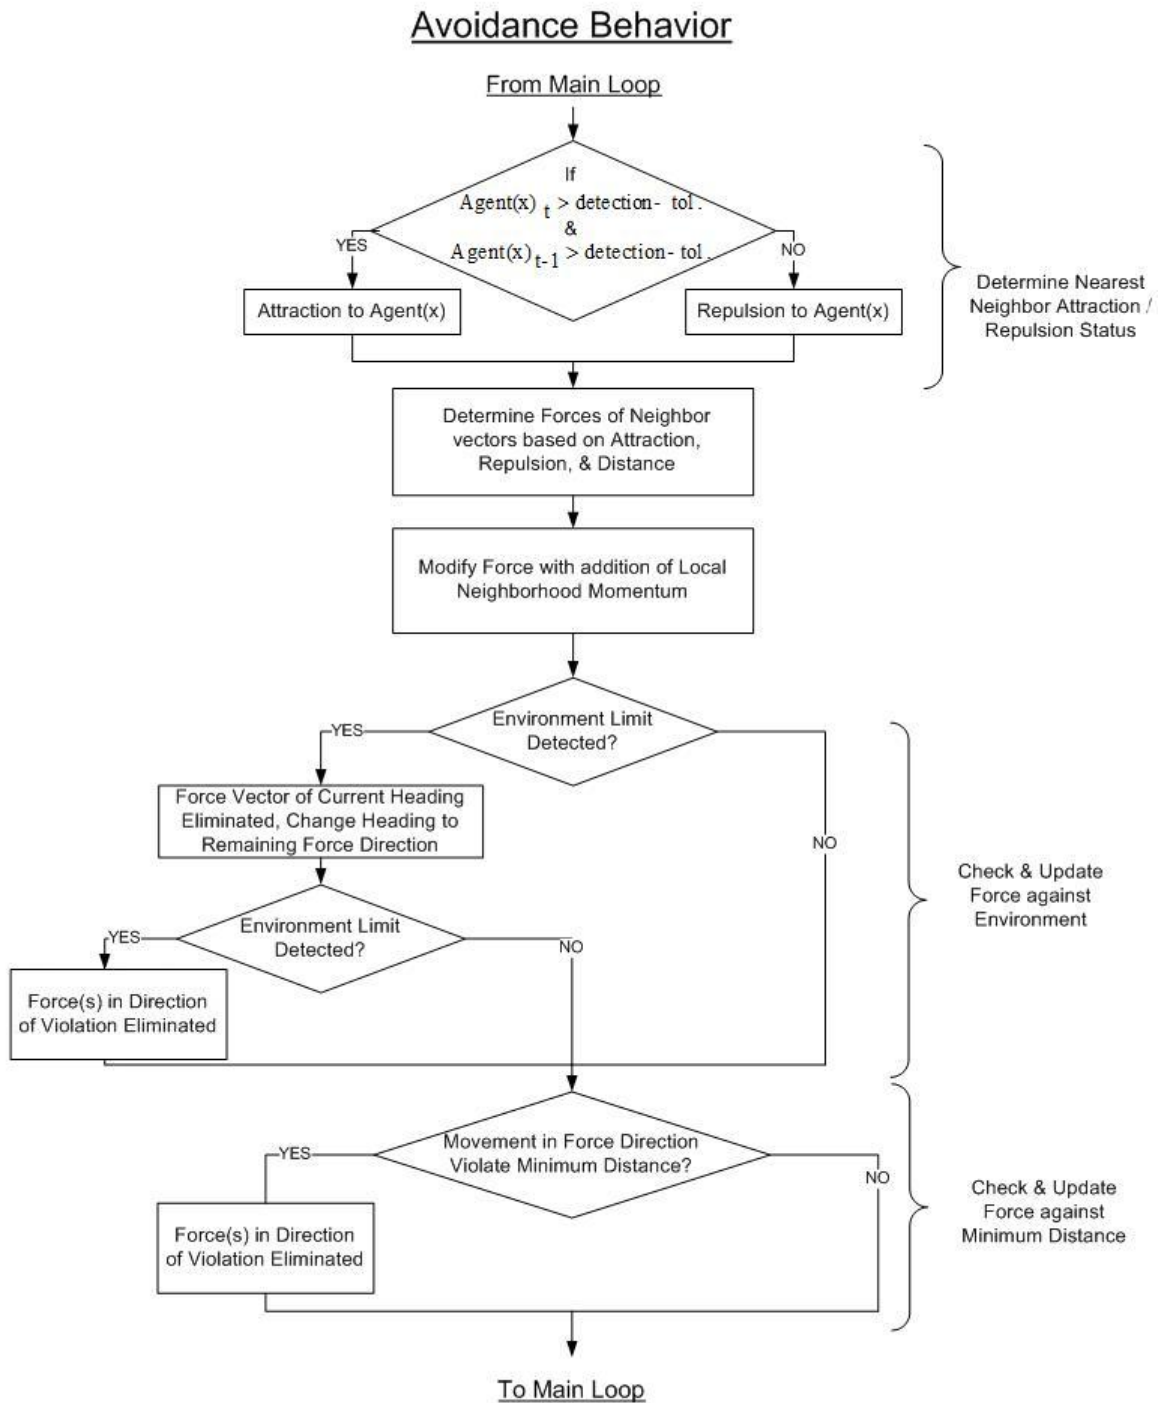 Avoidance Behavior
From Main Loop
If
Agent(x) t > detection- tol.
&
Agent(x) t-1 > detection- tol.
YES
NO
Attraction to Agent(x)
Repulsion to Agent(x)
Determine Nearest
Neighbor Attraction /
Repulsion Status
Determine Forces of Neighbor
vectors based on Attraction,
Repulsion, & Distance
Modify Force with addition of Local
Neighborhood Momentum
Environment Limit
Detected?
YES
NO
Force Vector of Current Heading
Eliminated, Change Heading to
Remaining Force Direction
Environment Limit
Detected?
YES
NO
Force(s) in Direction
of Violation Eliminated
Check & Update
Force against
Environment
Movement in Force Direction
Violate Minimum Distance?
YES
NO
Force(s) in Direction
of Violation Eliminated
Check & Update
Force against
Minimum Distance
To Main Loop